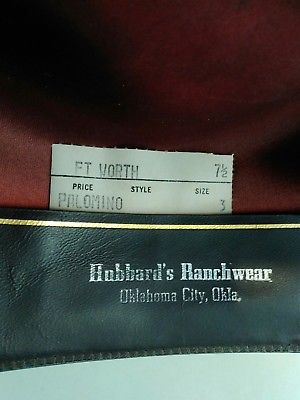 FT WORTH 7½
PRICE STYLE SIZE
PALOMINO 3
Hubbard's Ranchwear
Oklahoma City, Okla.